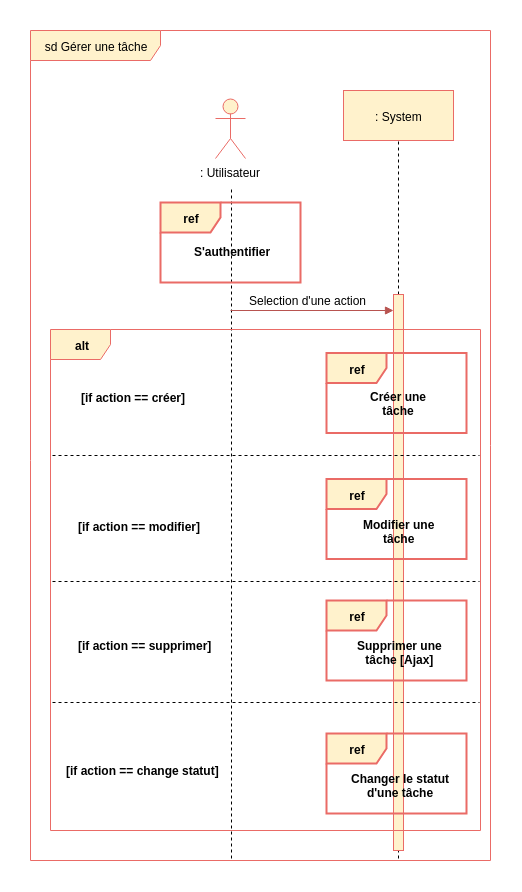 sd Gérer une tâche
: System
: Utilisateur
ref
S'authentifier
Selection d'une action
alt
ref
[if action == créer]
Créer une
tâche
ref
[if action == modifier]
Modifier une
tâche
ref
[if action == supprimer]
Supprimer une
tâche [Ajax]
ref
[if action == change statut]
Changer le statut
d'une tâche